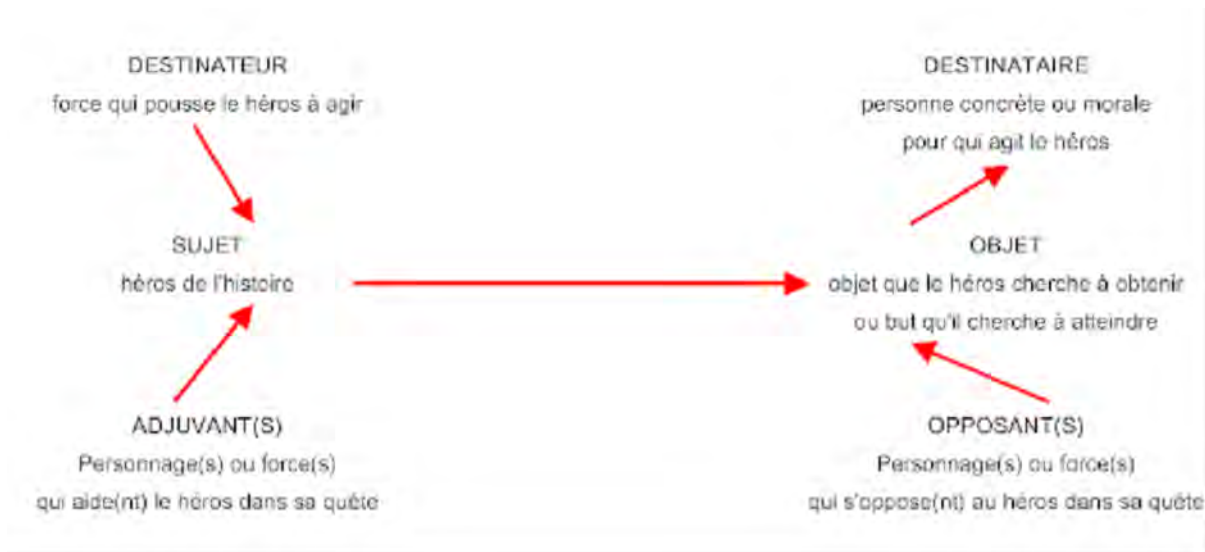 DESTINATEUR
force qui pousse le héros à agir
DESTINATAIRE
personne concrète ou morale
pour qui agit le héros
SUJET
héros de l'histoire
OBJET
objet que le héros cherche à obtenir
ou but qu'il cherche à atteindre
ADJUVANT(S)
Personnage(s) ou force(s)
qui aide(nt) le héros dans sa quête
OPPOSANT(S)
Personnage(s) ou force(s)
qui s'oppose(nt) au héros dans sa quête